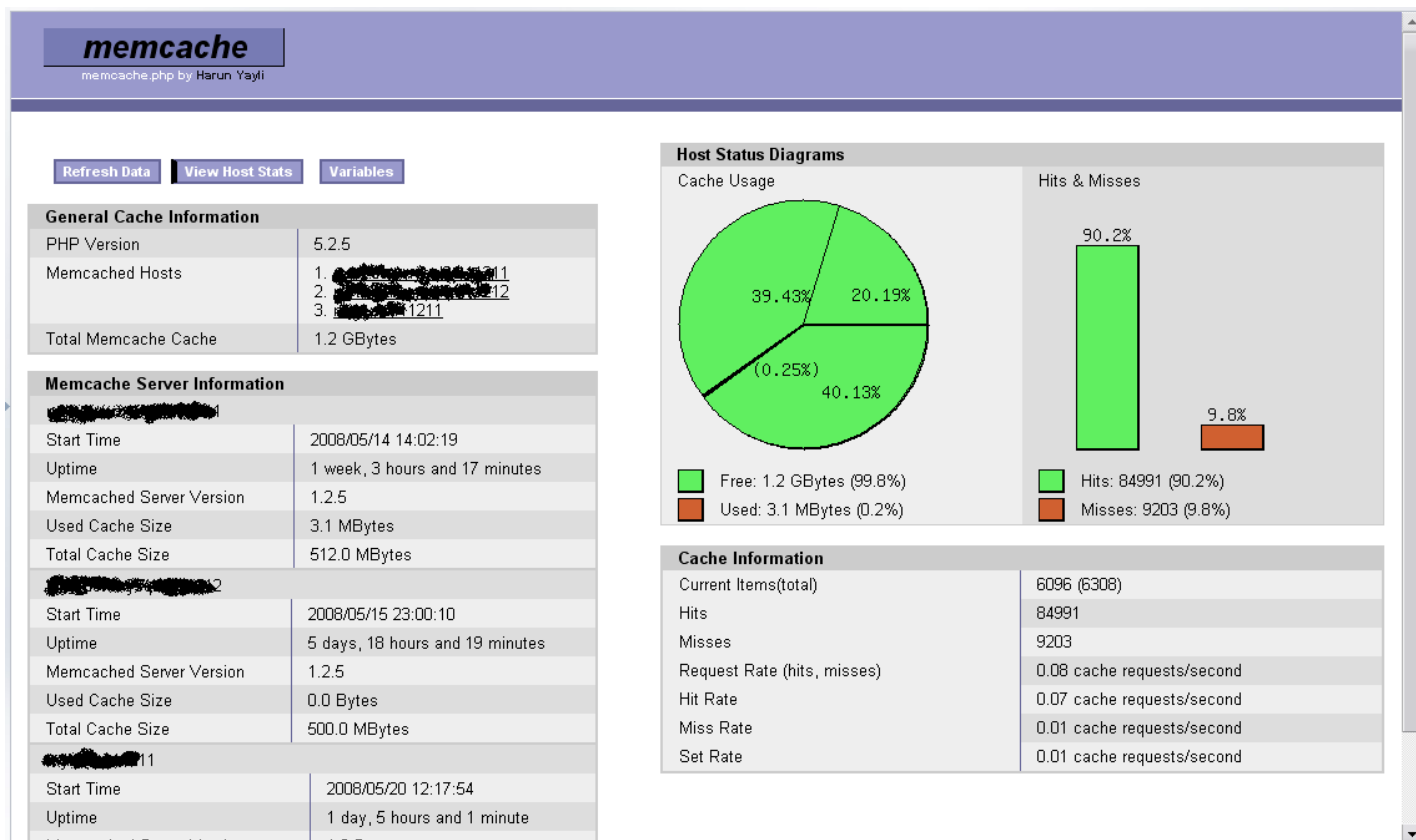 memcache
memcache.php by Harun Yayli
Refresh Data View Host Stats Variables
General Cache Information
PHP Version 5.2.5
Memcached Hosts 1. 11
2. 12
3. 1211
Total Memcache Cache 1.2 GBytes
Memcache Server Information
Start Time 2008/05/14 14:02:19
Uptime 1 week, 3 hours and 17 minutes
Memcached Server Version 1.2.5
Used Cache Size 3.1 MBytes
Total Cache Size 512.0 MBytes
2
Start Time 2008/05/15 23:00:10
Uptime 5 days, 18 hours and 19 minutes
Memcached Server Version 1.2.5
Used Cache Size 0.0 Bytes
Total Cache Size 500.0 MBytes
11
Start Time 2008/05/20 12:17:54
Uptime 1 day, 5 hours and 1 minute
Host Status Diagrams
Cache Usage Hits & Misses
90.2%
39.43% 20.19%
(0.25%)
40.13%
9.8%
Free: 1.2 GBytes (99.8%) Hits: 84991 (90.2%)
Used: 3.1 MBytes (0.2%) Misses: 9203 (9.8%)
Cache Information
Current Items(total) 6096 (6308)
Hits 84991
Misses 9203
Request Rate (hits, misses) 0.08 cache requests/second
Hit Rate 0.07 cache requests/second
Miss Rate 0.01 cache requests/second
Set Rate 0.01 cache requests/second